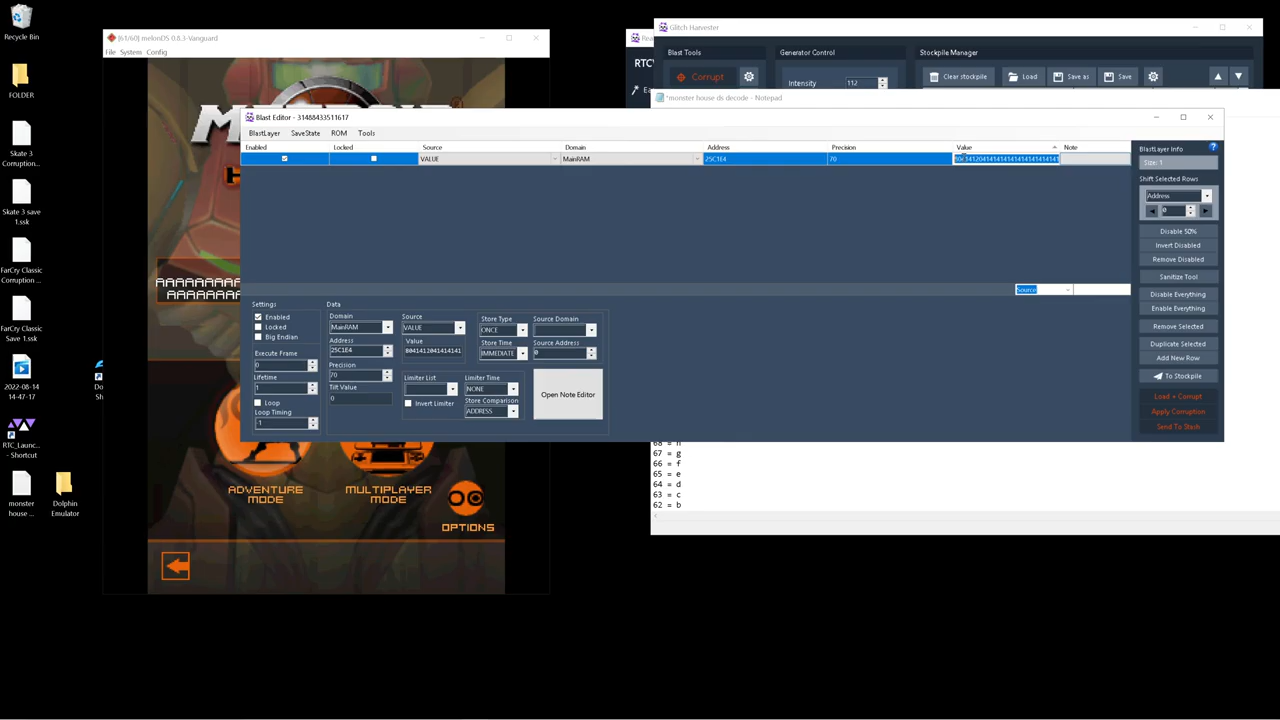 Recycle Bin
FOLDER
Skate 3
Corruption ...
Skate 3 save
1.ssk
FarCry Classic
Corruption ...
FarCry Classic
Save 1.ssk
2022-08-14
14-47-17
RTC_Launc...
- Shortcut
monster
house ...
Dolphin
Emulator
[61/60] melonDS 0.8.3-Vanguard
File System Config
ADVENTURE
MODE
MULTIPLAYER
MODE
OPTIONS
RTCV
Glitch Harvester
Blast Tools
Generator Control
Stockpile Manager
Corrupt
Intensity
112
Clear stockpile
Load
Save as
Save
*monster house ds decode - Notepad
Blast Editor - 31488433511617
BlastLayer SaveState ROM Tools
Enabled Locked Source Domain Address Precision Value Note
VALUE MainRAM 25C1E4 70
BlastLayer Info
Size: 1
Shift Selected Rows
Address
0
Disable 50%
Invert Disabled
Remove Disabled
Sanitize Tool
Disable Everything
Enable Everything
Remove Selected
Duplicate Selected
Add New Row
To Stockpile
Load + Corrupt
Apply Corruption
Send To Stash
Source
Settings
Enabled
Locked
Big Endian
Execute Frame
0
Lifetime
1
Loop
Loop Timing
-1
Data
Domain
MainRAM
Address
25C1E4
Precision
70
Tilt Value
0
Source
VALUE
Value
8041412041414141
Limiter List
Invert Limiter
Store Type
ONCE
Store Time
IMMEDIATE
Limiter Time
NONE
Store Comparison
ADDRESS
Source Domain
Source Address
0
Open Note Editor
67 = g
66 = f
65 = e
64 = d
63 = c
62 = b